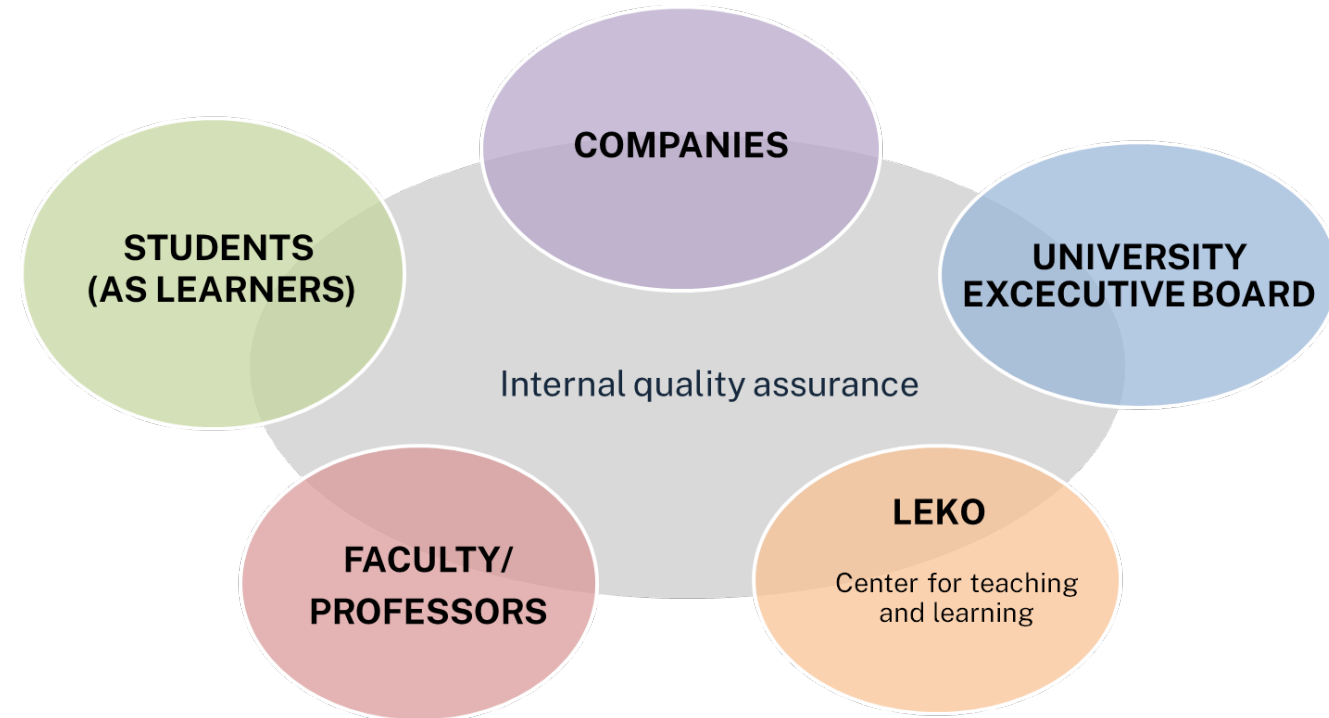 COMPANIES
STUDENTS
(AS LEARNERS)
UNIVERSITY
EXCECUTIVE BOARD
Internal quality assurance
FACULTY/
PROFESSORS
LEKO
Center for teaching
and learning